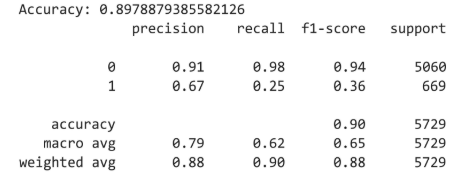 Accuracy: 0.8978879385582126
precision recall f1-score support
0 0.91 0.98 0.94 5060
1 0.67 0.25 0.36 669
accuracy 0.90 5729
macro avg 0.79 0.62 0.65 5729
weighted avg 0.88 0.90 0.88 5729